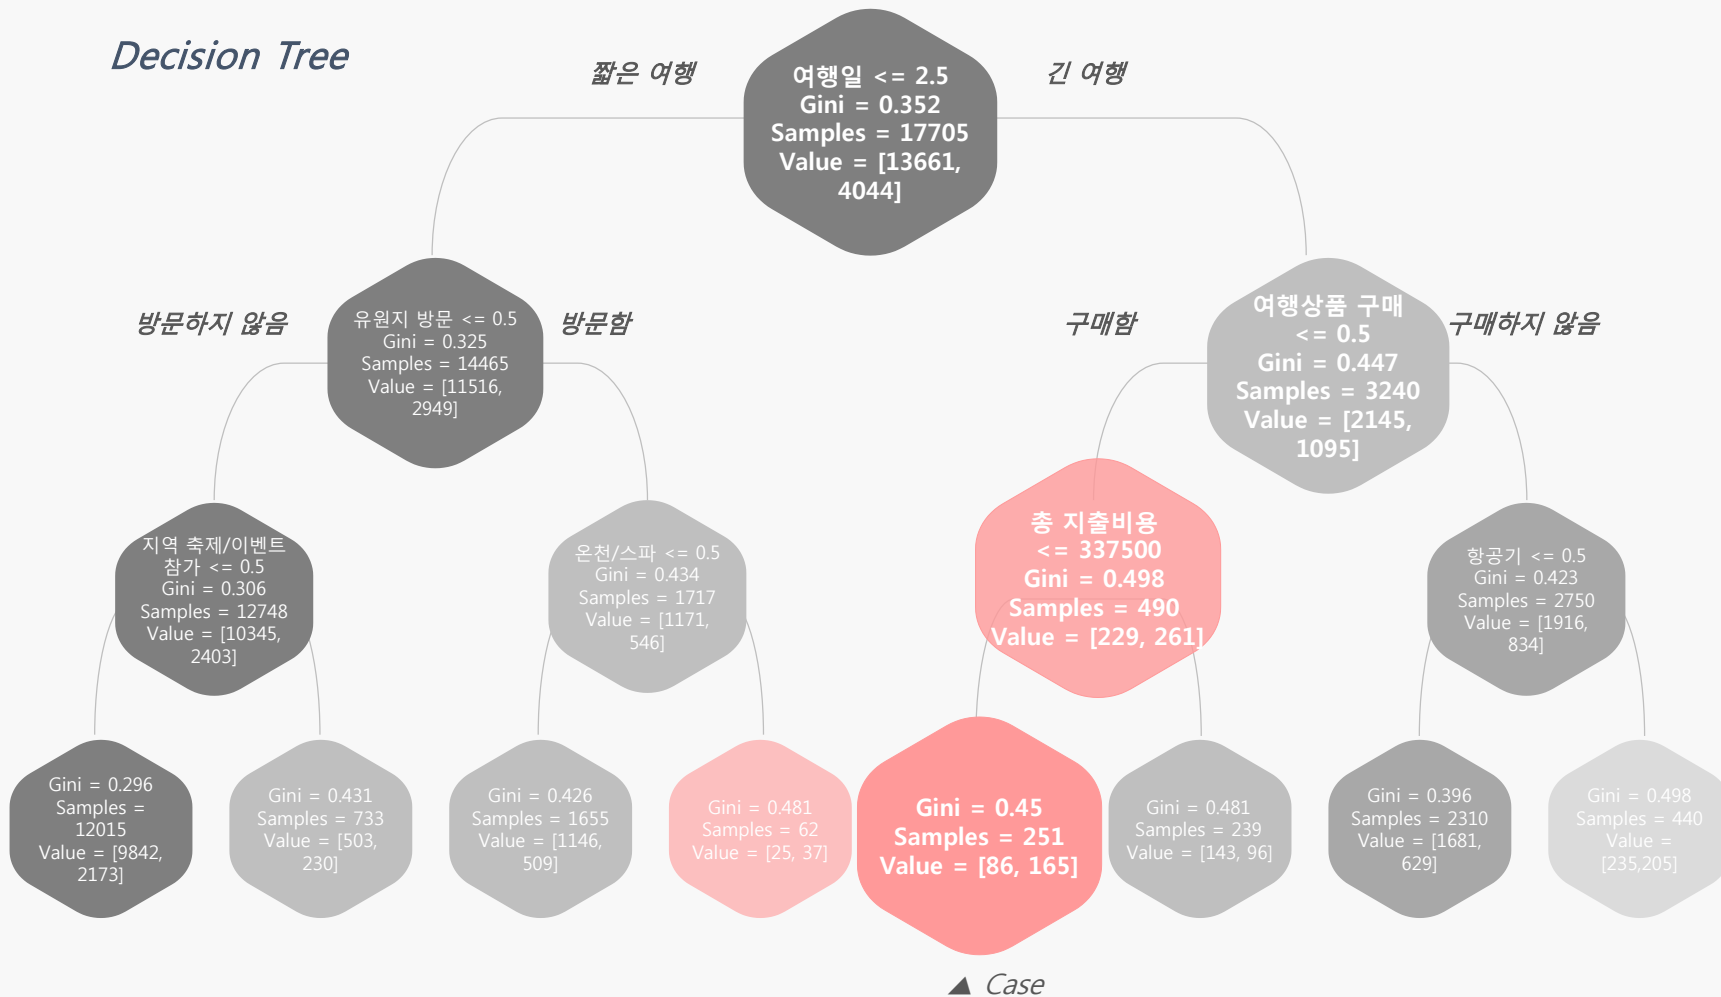 Decision Tree
짧은 여행
긴 여행
여행일 <= 2.5
Gini = 0.352
Samples = 17705
Value = [13661,
4044]
방문하지 않음
방문함
유원지 방문 <= 0.5
Gini = 0.325
Samples = 14465
Value = [11516,
2949]
구매함
구매하지 않음
여행상품 구매
<= 0.5
Gini = 0.447
Samples = 3240
Value = [2145,
1095]
지역 축제/이벤트
참가 <= 0.5
Gini = 0.306
Samples = 12748
Value = [10345,
2403]
온천/스파 <= 0.5
Gini = 0.434
Samples = 1717
Value = [1171,
546]
총 지출비용
<= 337500
Gini = 0.498
Samples = 490
Value = [229, 261]
항공기 <= 0.5
Gini = 0.423
Samples = 2750
Value = [1916,
834]
Gini = 0.296
Samples =
12015
Value = [9842,
2173]
Gini = 0.431
Samples = 733
Value = [503,
230]
Gini = 0.426
Samples = 1655
Value = [1146,
509]
Gini = 0.481
Samples = 62
Value = [25, 37]
Gini = 0.45
Samples = 251
Value = [86, 165]
Gini = 0.481
Samples = 239
Value = [143, 96]
Gini = 0.396
Samples = 2310
Value = [1681,
629]
Gini = 0.498
Samples = 440
Value =
[235,205]
▲ Case